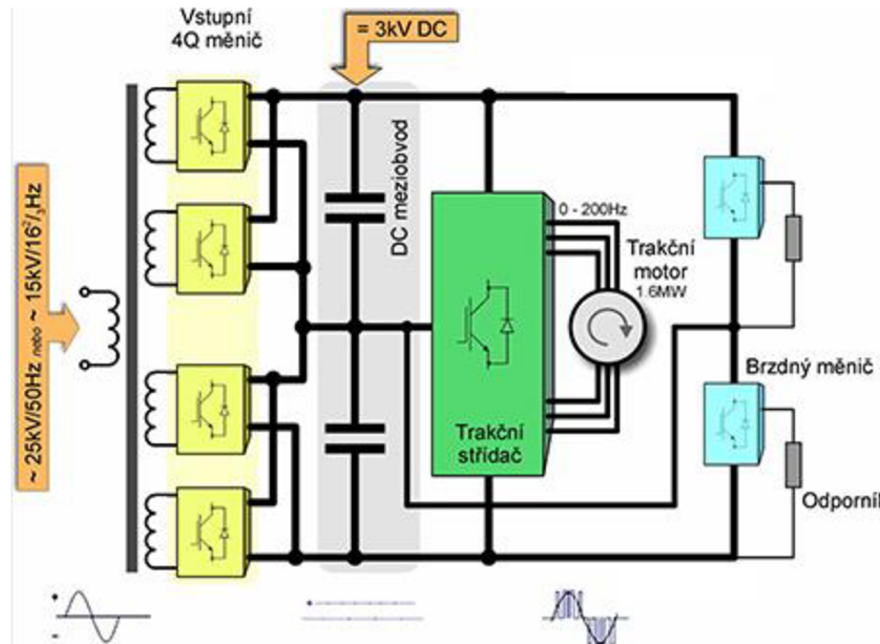 Vstupní
4Q měnič
= 3kV DC
~ 25kV/50Hz nebo ~ 15kV/16²/₃Hz
DC meziobvod
0 - 200Hz
Trakční
motor
1.6MW
Trakční
střídač
Brzdný měnič
Odporní
+
-